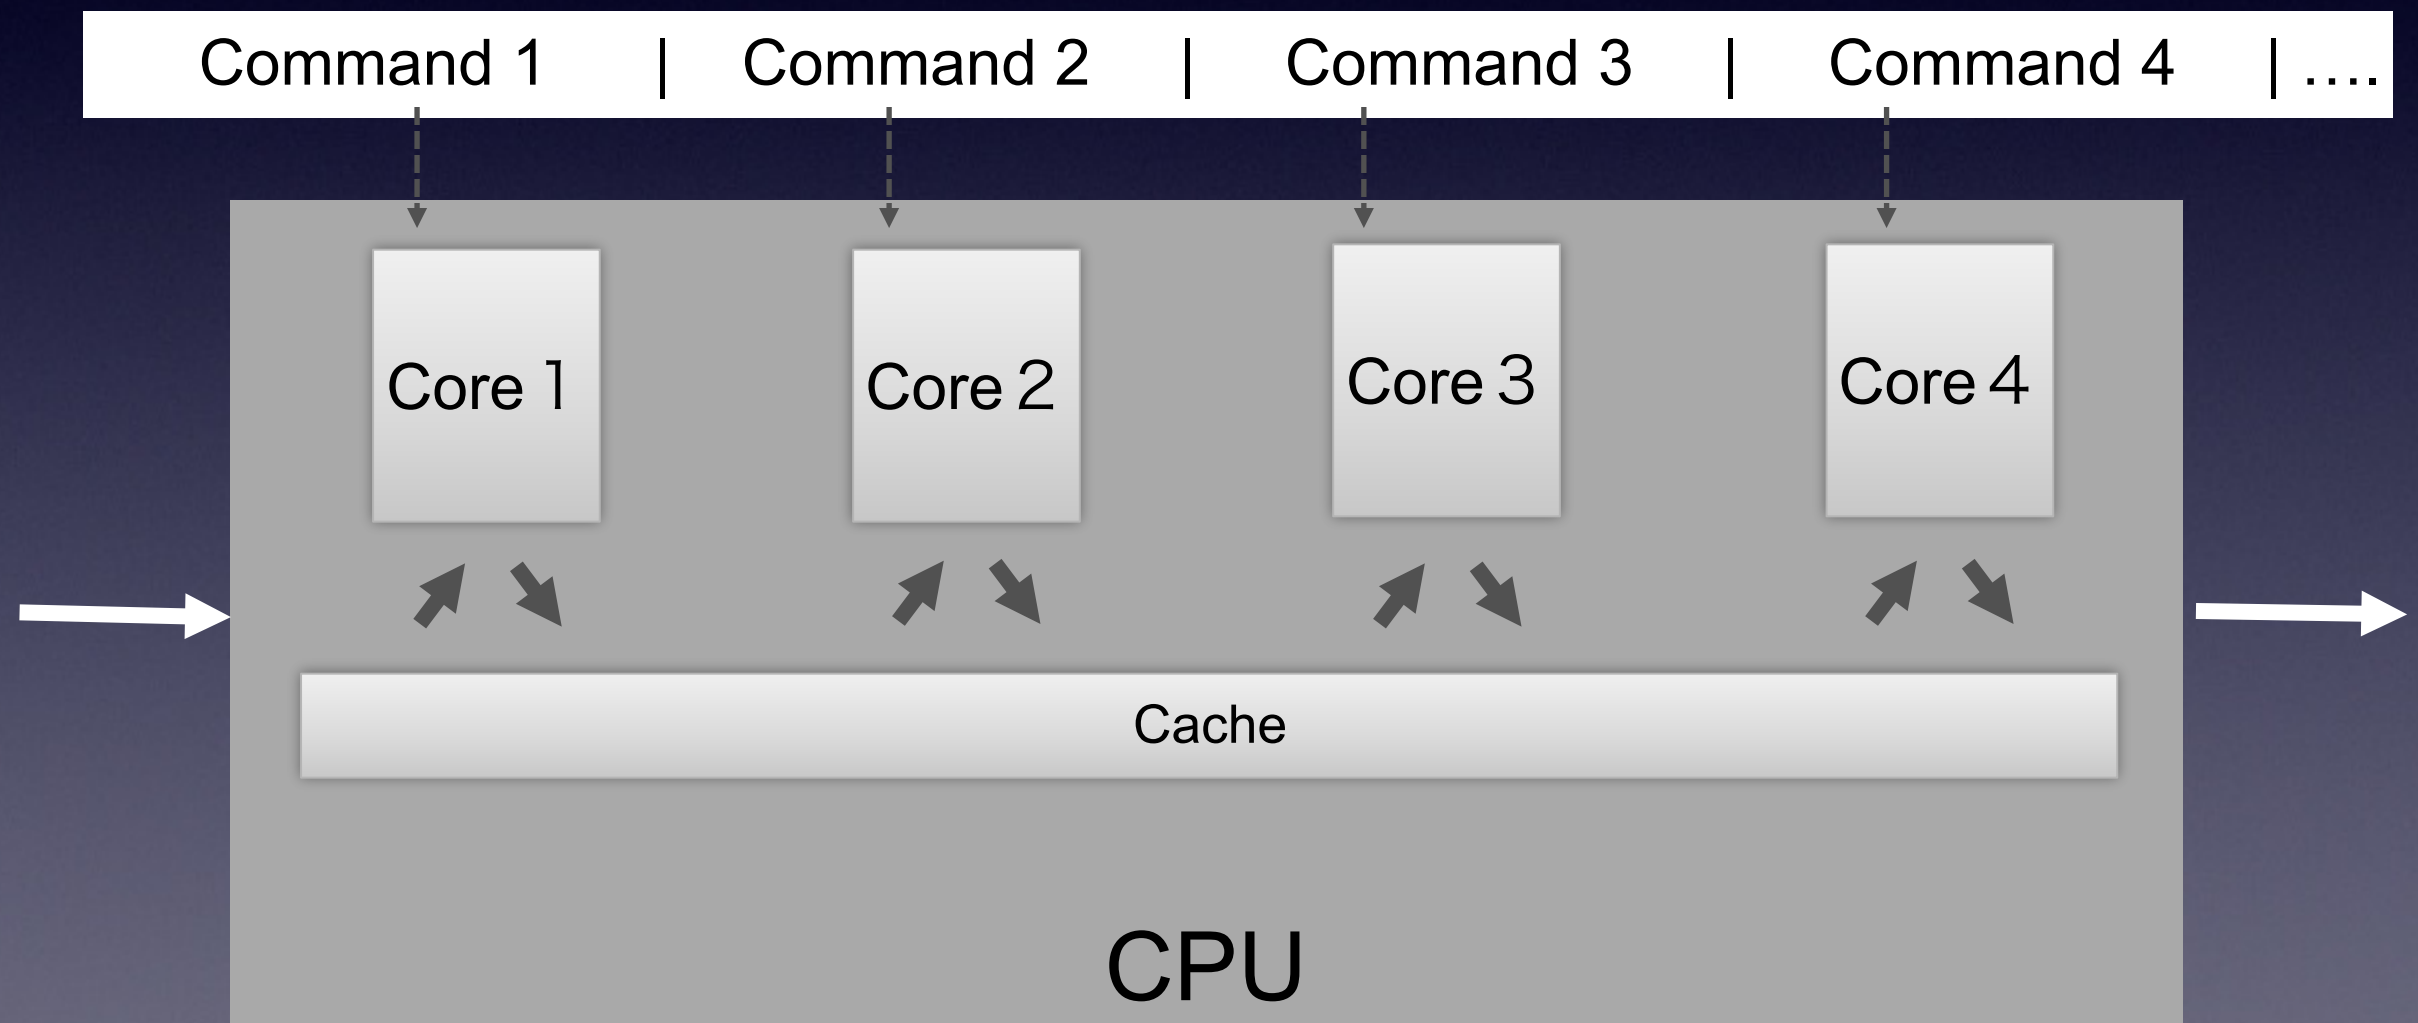 Command 1 | Command 2 | Command 3 | Command 4 | ....
Core 1
Core 2
Core 3
Core 4
Cache
CPU